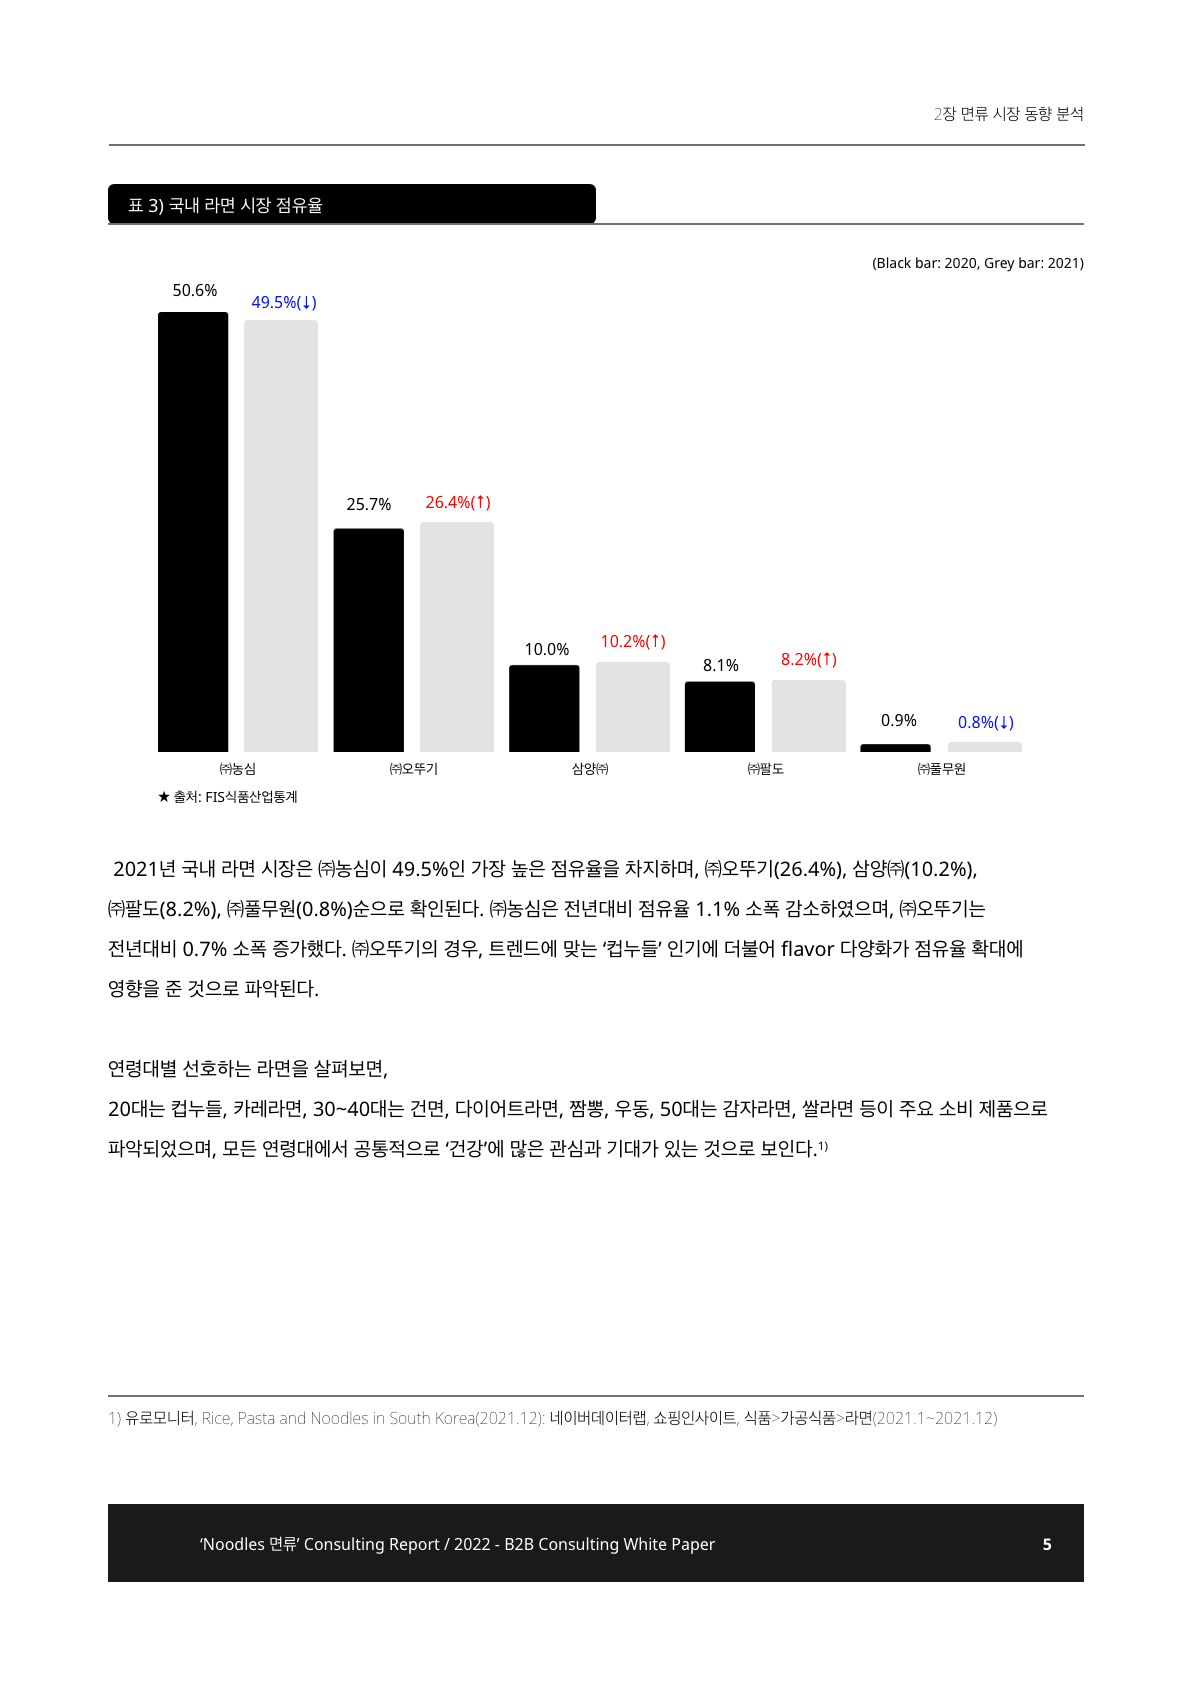 2장 면류 시장 동향 분석
표 3) 국내 라면 시장 점유율
(Black bar: 2020, Grey bar: 2021)
50.6%
49.5%(↓)
25.7%
26.4%(↑)
10.0%
10.2%(↑)
8.1%
8.2%(↑)
0.9%
0.8%(↓)
㈜농심
㈜오뚜기
삼양㈜
㈜팔도
㈜풀무원
★ 출처: FIS식품산업통계
2021년 국내 라면 시장은 ㈜농심이 49.5%인 가장 높은 점유율을 차지하며, ㈜오뚜기(26.4%), 삼양㈜(10.2%),
㈜팔도(8.2%), ㈜풀무원(0.8%)순으로 확인된다. ㈜농심은 전년대비 점유율 1.1% 소폭 감소하였으며, ㈜오뚜기는
전년대비 0.7% 소폭 증가했다. ㈜오뚜기의 경우, 트렌드에 맞는 ‘컵누들’ 인기에 더불어 flavor 다양화가 점유율 확대에
영향을 준 것으로 파악된다.
연령대별 선호하는 라면을 살펴보면,
20대는 컵누들, 카레라면, 30~40대는 건면, 다이어트라면, 짬뽕, 우동, 50대는 감자라면, 쌀라면 등이 주요 소비 제품으로
파악되었으며, 모든 연령대에서 공통적으로 ‘건강’에 많은 관심과 기대가 있는 것으로 보인다.1)
1) 유로모니터, Rice, Pasta and Noodles in South Korea(2021.12): 네이버데이터랩, 쇼핑인사이트, 식품>가공식품>라면(2021.1~2021.12)
‘Noodles 면류’ Consulting Report / 2022 - B2B Consulting White Paper
5